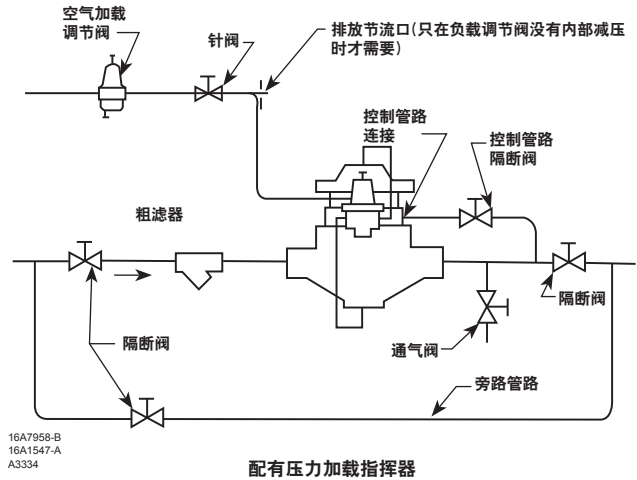 空气加载
调节阀
针阀
排放节流口(只在负载调节阀没有内部减压
时才需要)
控制管路
连接
控制管路
隔断阀
粗滤器
隔断阀
隔断阀
通气阀
旁路管路
16A7958-B
16A1547-A
A3334
配有压力加载指挥器